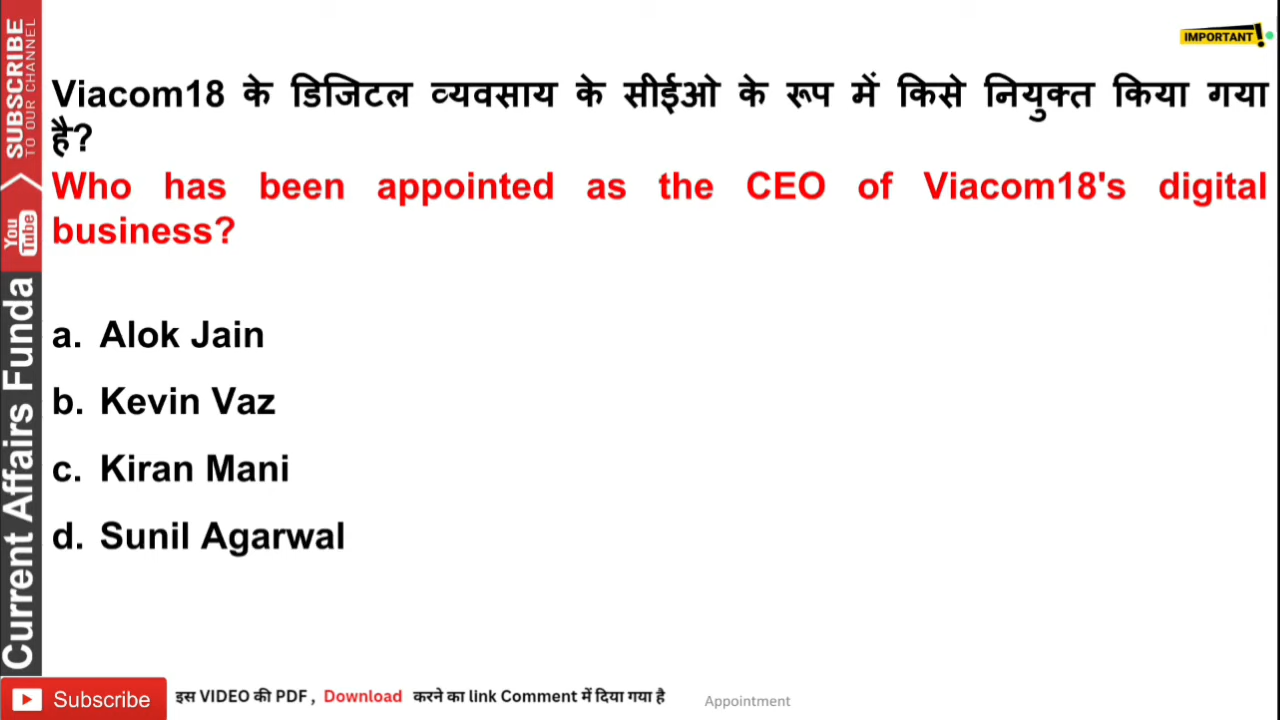 IMPORTANT!
Viacom18 के डिजिटल व्यवसाय के सीईओ के रूप में किसे नियुक्त किया गया
है?
Who has been appointed as the CEO of Viacom18's digital
business?
a. Alok Jain
b. Kevin Vaz
c. Kiran Mani
d. Sunil Agarwal
SUBSCRIBE
TO OUR CHANNEL
You
Tube
Current Affairs Funda
Subscribe
इस VIDEO की PDF , Download करने का link Comment में दिया गया है
Appointment